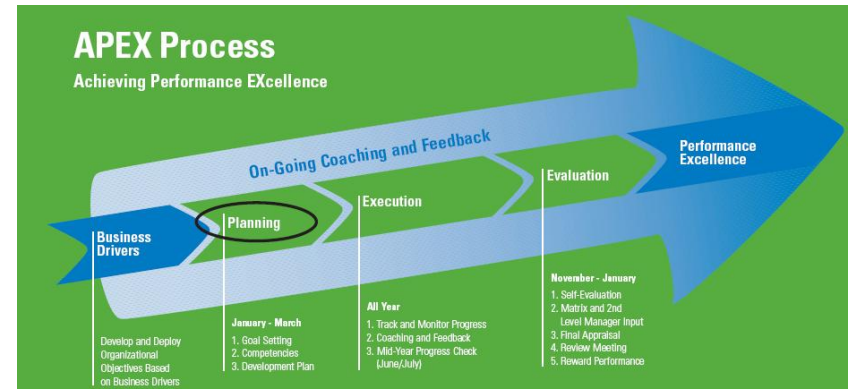 APEX Process
Achieving Performance EXcellence
On-Going Coaching and Feedback
Business
Drivers
Develop and Deploy
Organizational
Objectives Based
on Business Drivers
Planning
January - March
1. Goal Setting
2. Competencies
3. Development Plan
Execution
All Year
1. Track and Monitor Progress
2. Coaching and Feedback
3. Mid-Year Progress Check
(June/July)
Evaluation
November - January
1. Self-Evaluation
2. Matrix and 2nd
Level Manager Input
3. Final Appraisal
4. Review Meeting
5. Reward Performance
Performance
Excellence